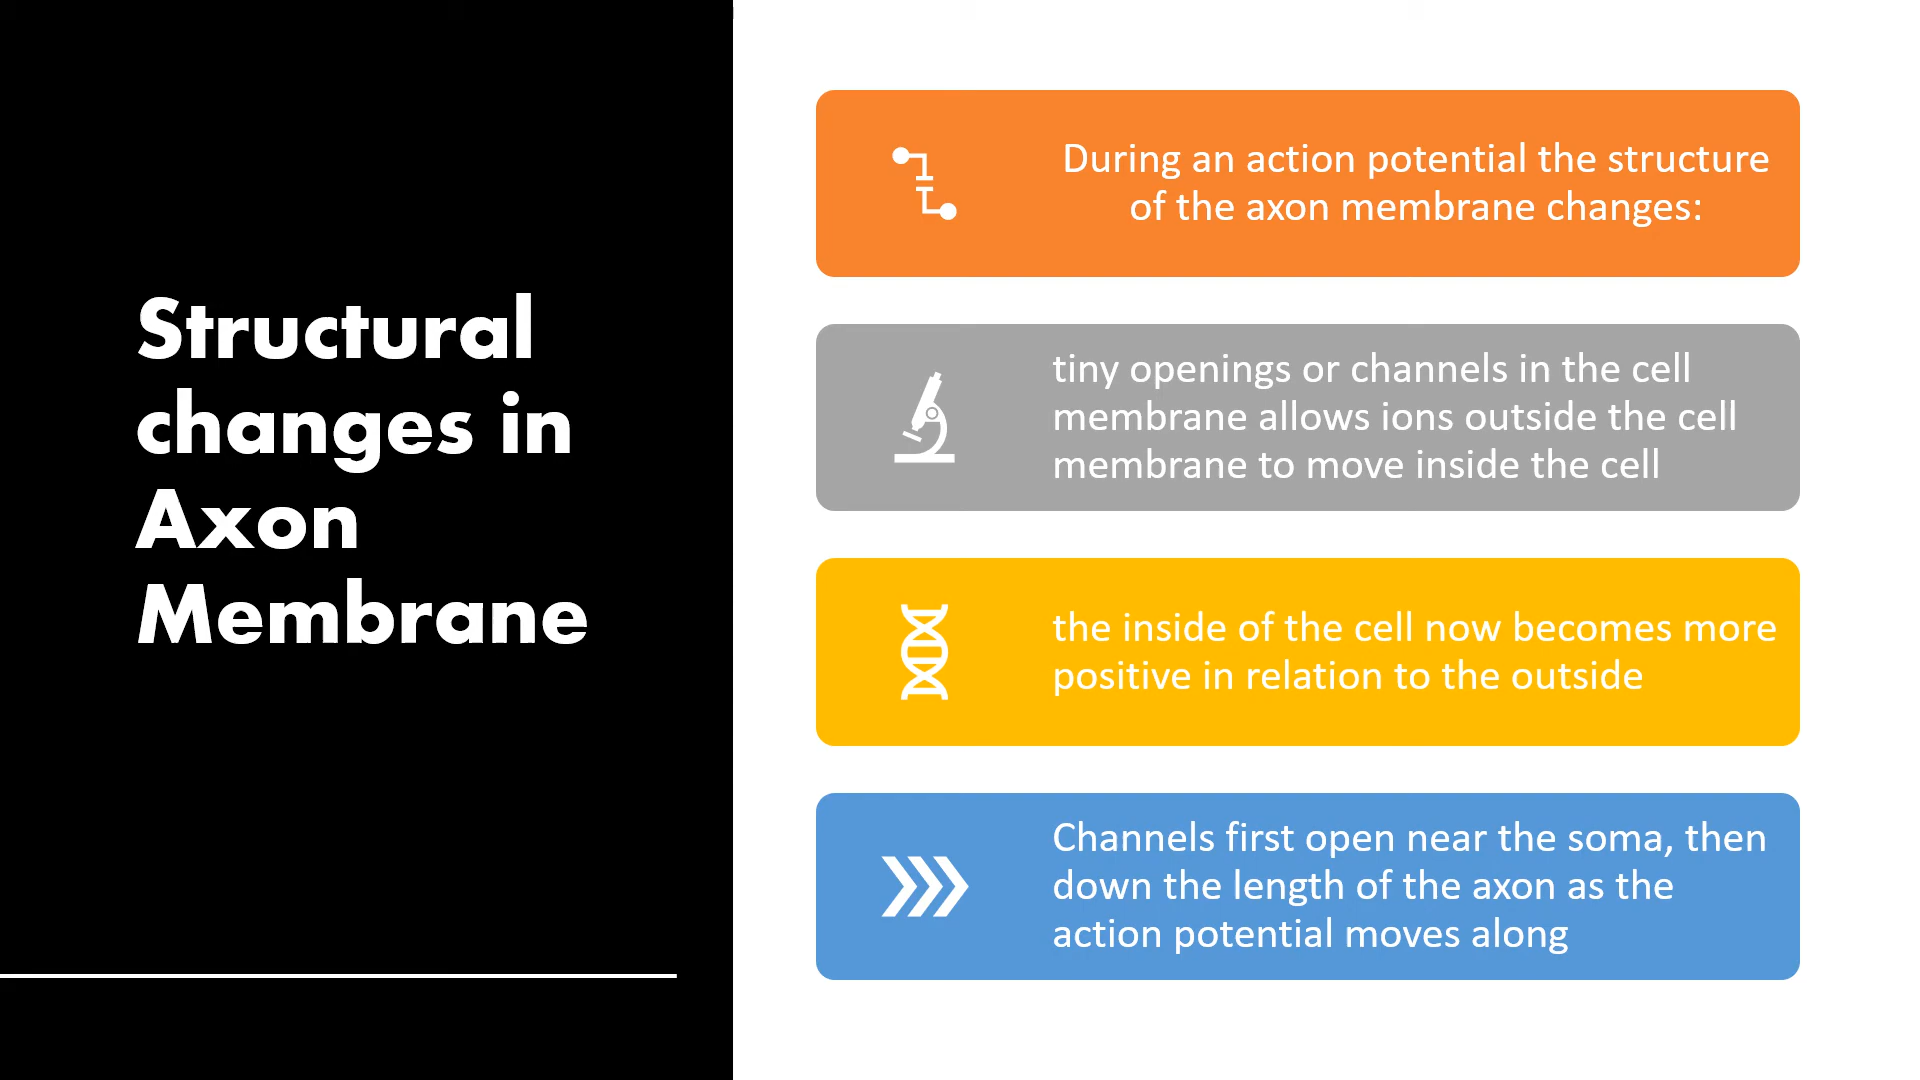 Structural
changes in
Axon
Membrane
During an action potential the structure
of the axon membrane changes:
tiny openings or channels in the cell
membrane allows ions outside the cell
membrane to move inside the cell
the inside of the cell now becomes more
positive in relation to the outside
Channels first open near the soma, then
down the length of the axon as the
action potential moves along